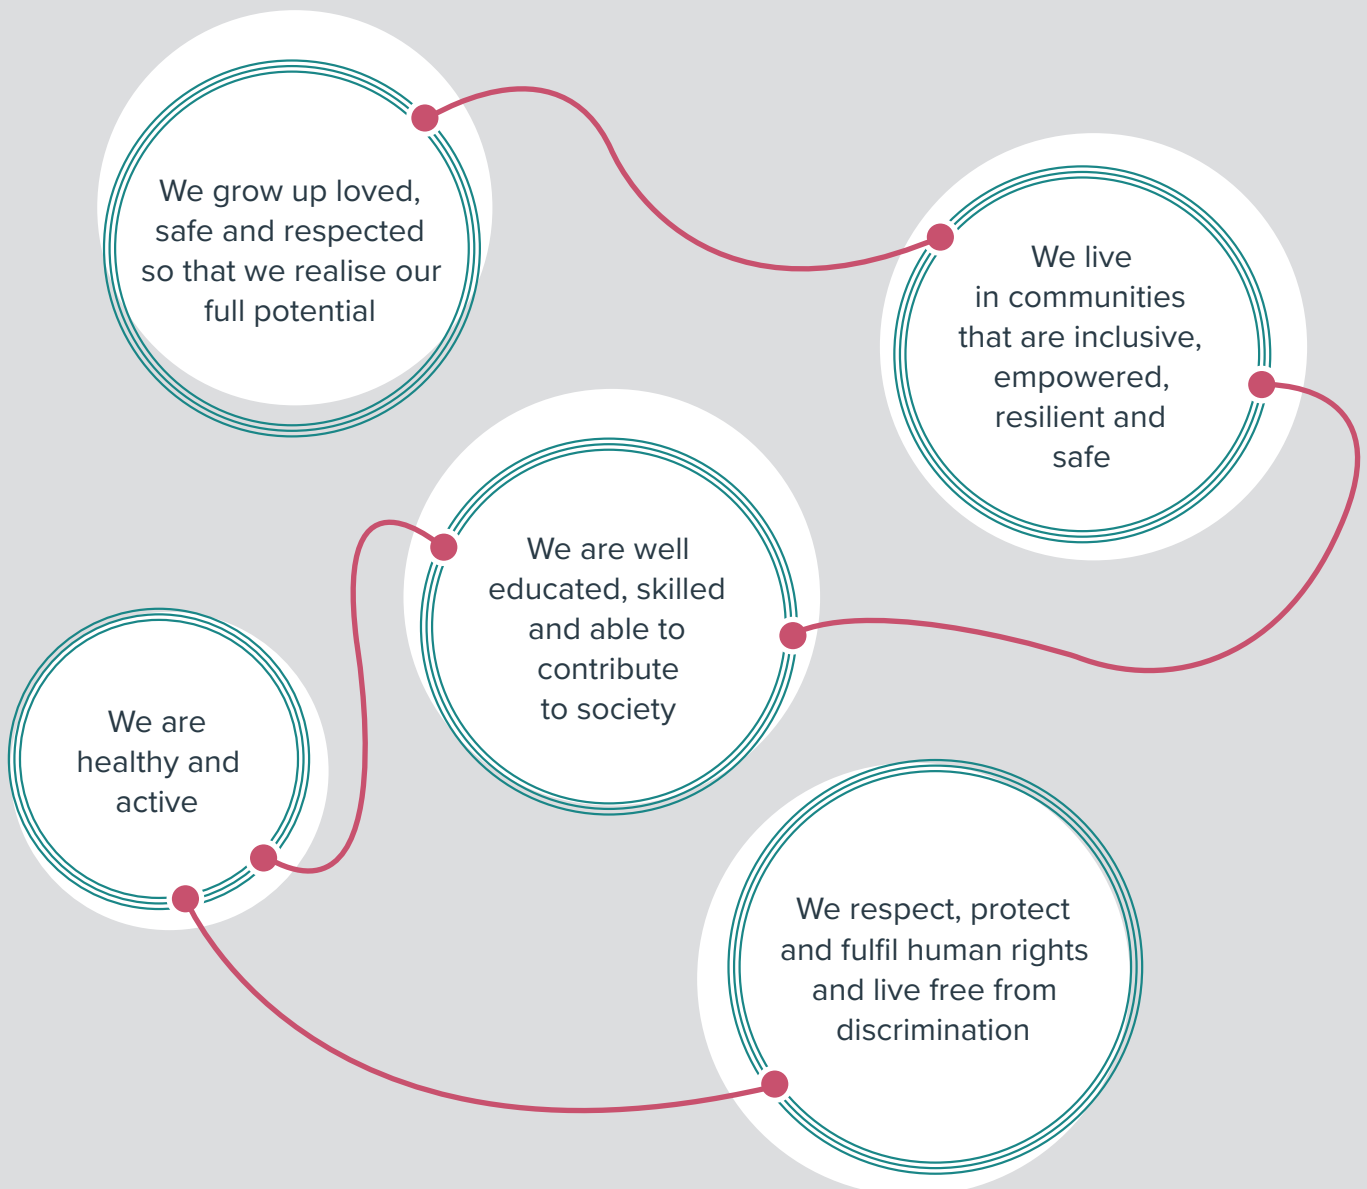 We grow up loved,
safe and respected
so that we realise our
full potential
We live
in communities
that are inclusive,
empowered,
resilient and
safe
We are well
educated, skilled
and able to
contribute
to society
We are
healthy and
active
We respect, protect
and fulfil human rights
and live free from
discrimination